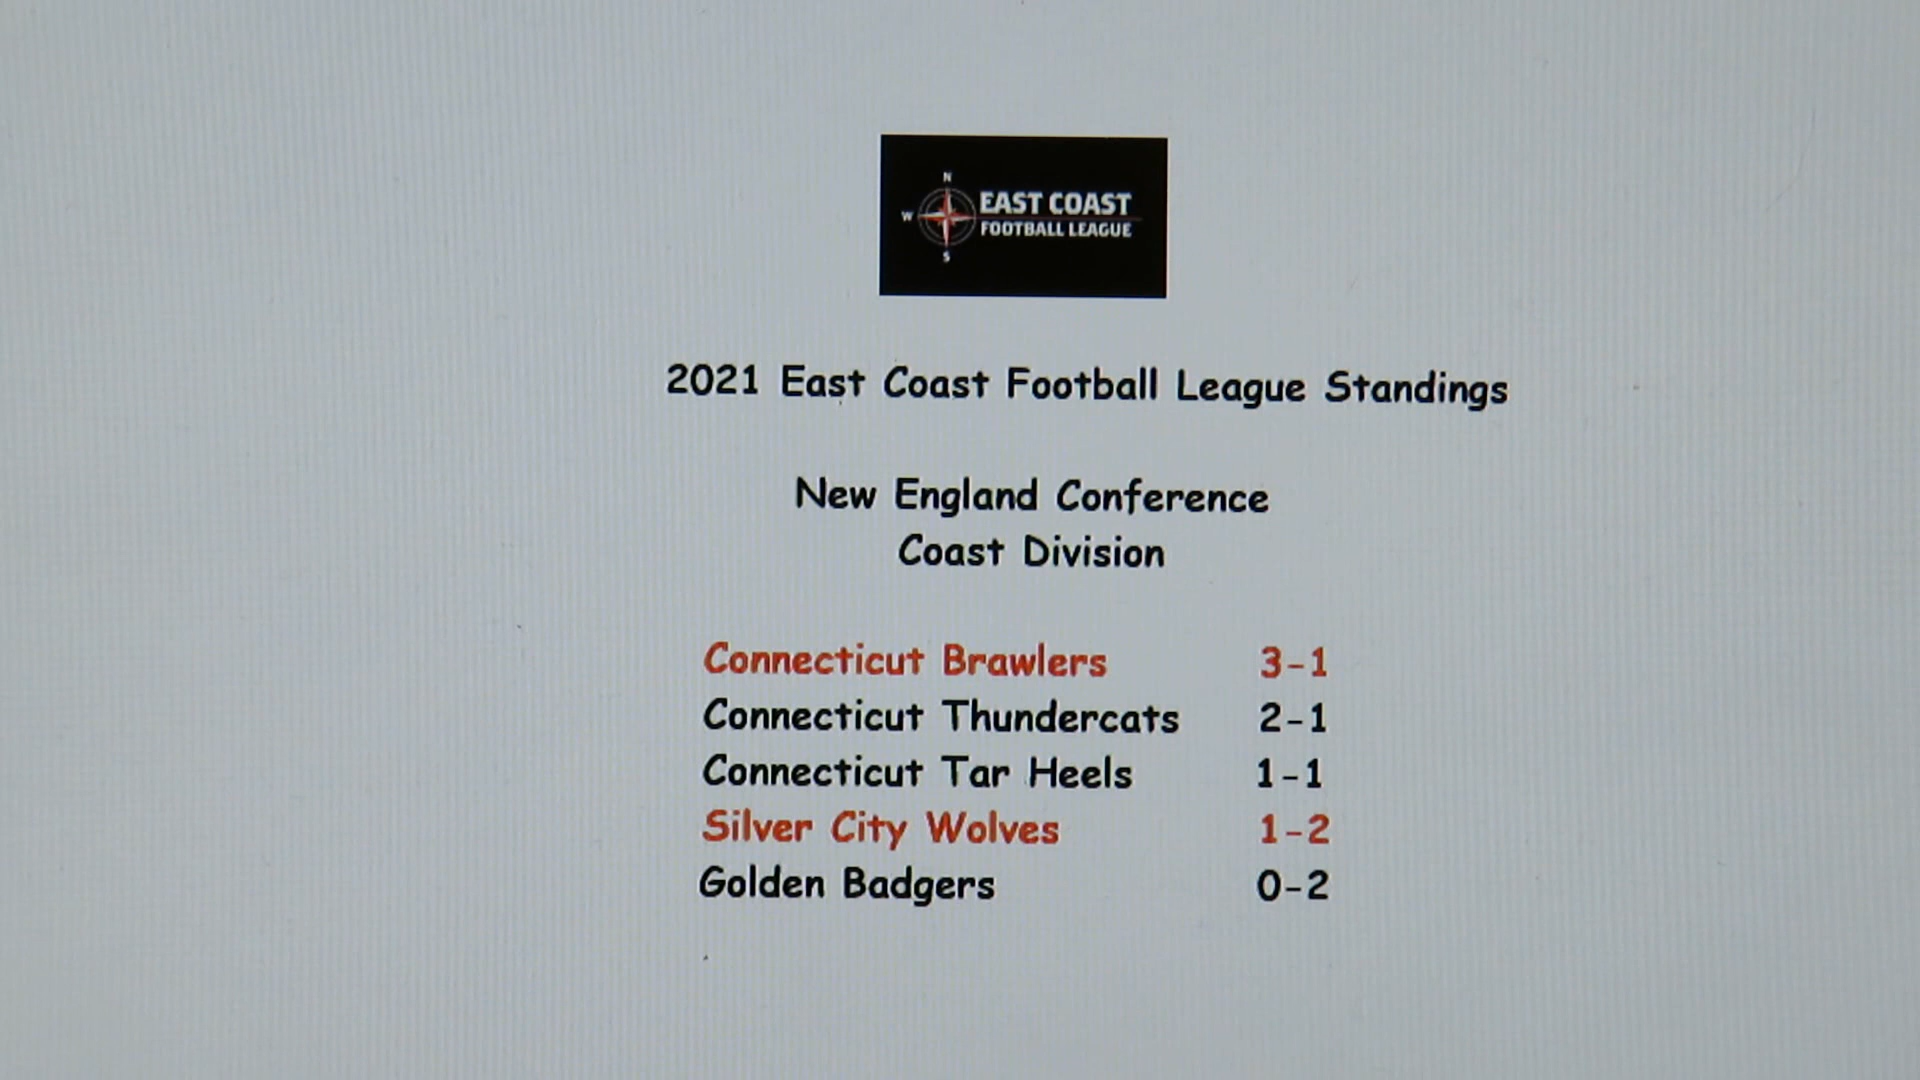 N
W
EAST COAST
FOOTBALL LEAGUE
S
2021 East Coast Football League Standings
New England Conference
Coast Division
Connecticut Brawlers 3-1
Connecticut Thundercats 2-1
Connecticut Tar Heels 1-1
Silver City Wolves 1-2
Golden Badgers 0-2